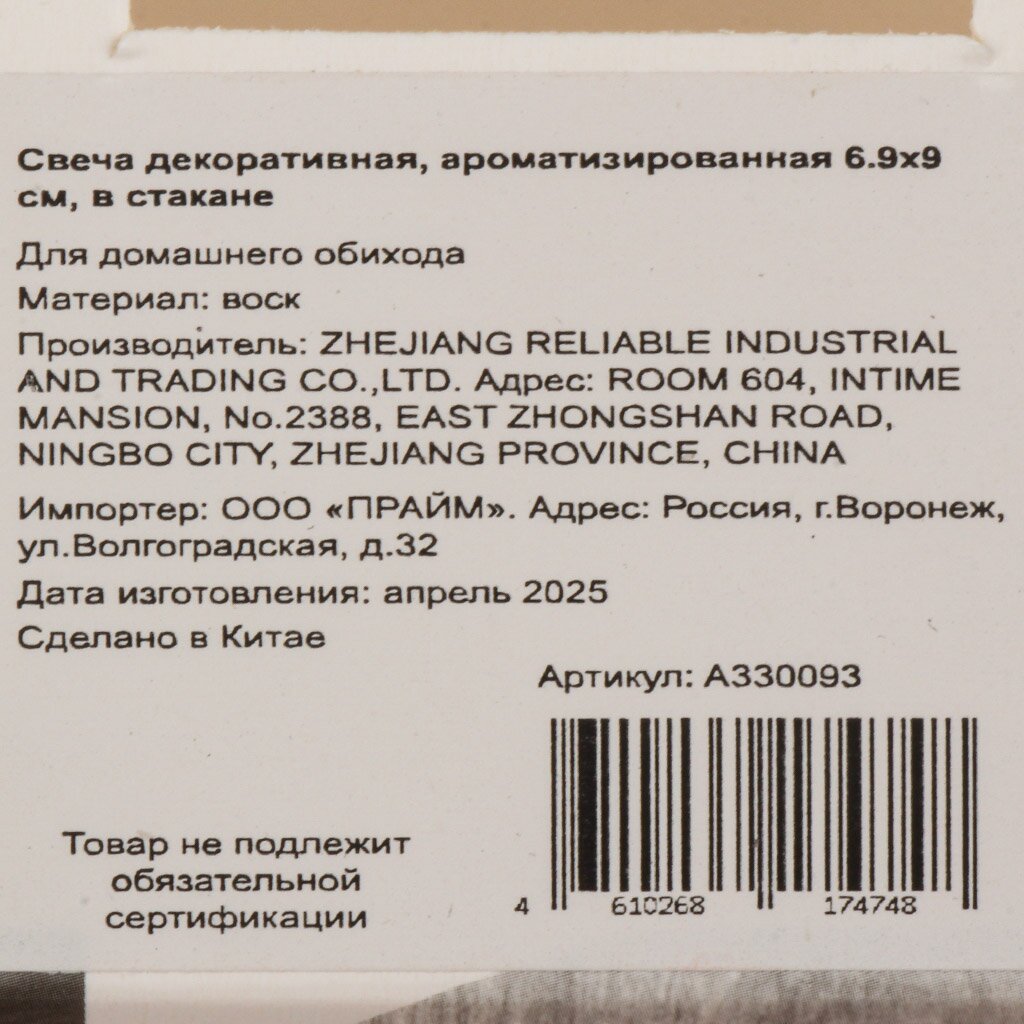 Свеча декоративная, ароматизированная 6.9x9
см, в стакане
Для домашнего обихода
Материал: воск
Производитель: ZHEJIANG RELIABLE INDUSTRIAL
AND TRADING CO.,LTD. Адрес: ROOM 604, INTIME
MANSION, No.2388, EAST ZHONGSHAN ROAD,
NINGBO CITY, ZHEJIANG PROVINCE, CHINA
Импортер: ООО «ПРАЙМ». Адрес: Россия, г.Воронеж,
ул.Волгоградская, д.32
Дата изготовления: апрель 2025
Сделано в Китае
Артикул: A330093
Товар не подлежит
обязательной
сертификации
4 610268 174748